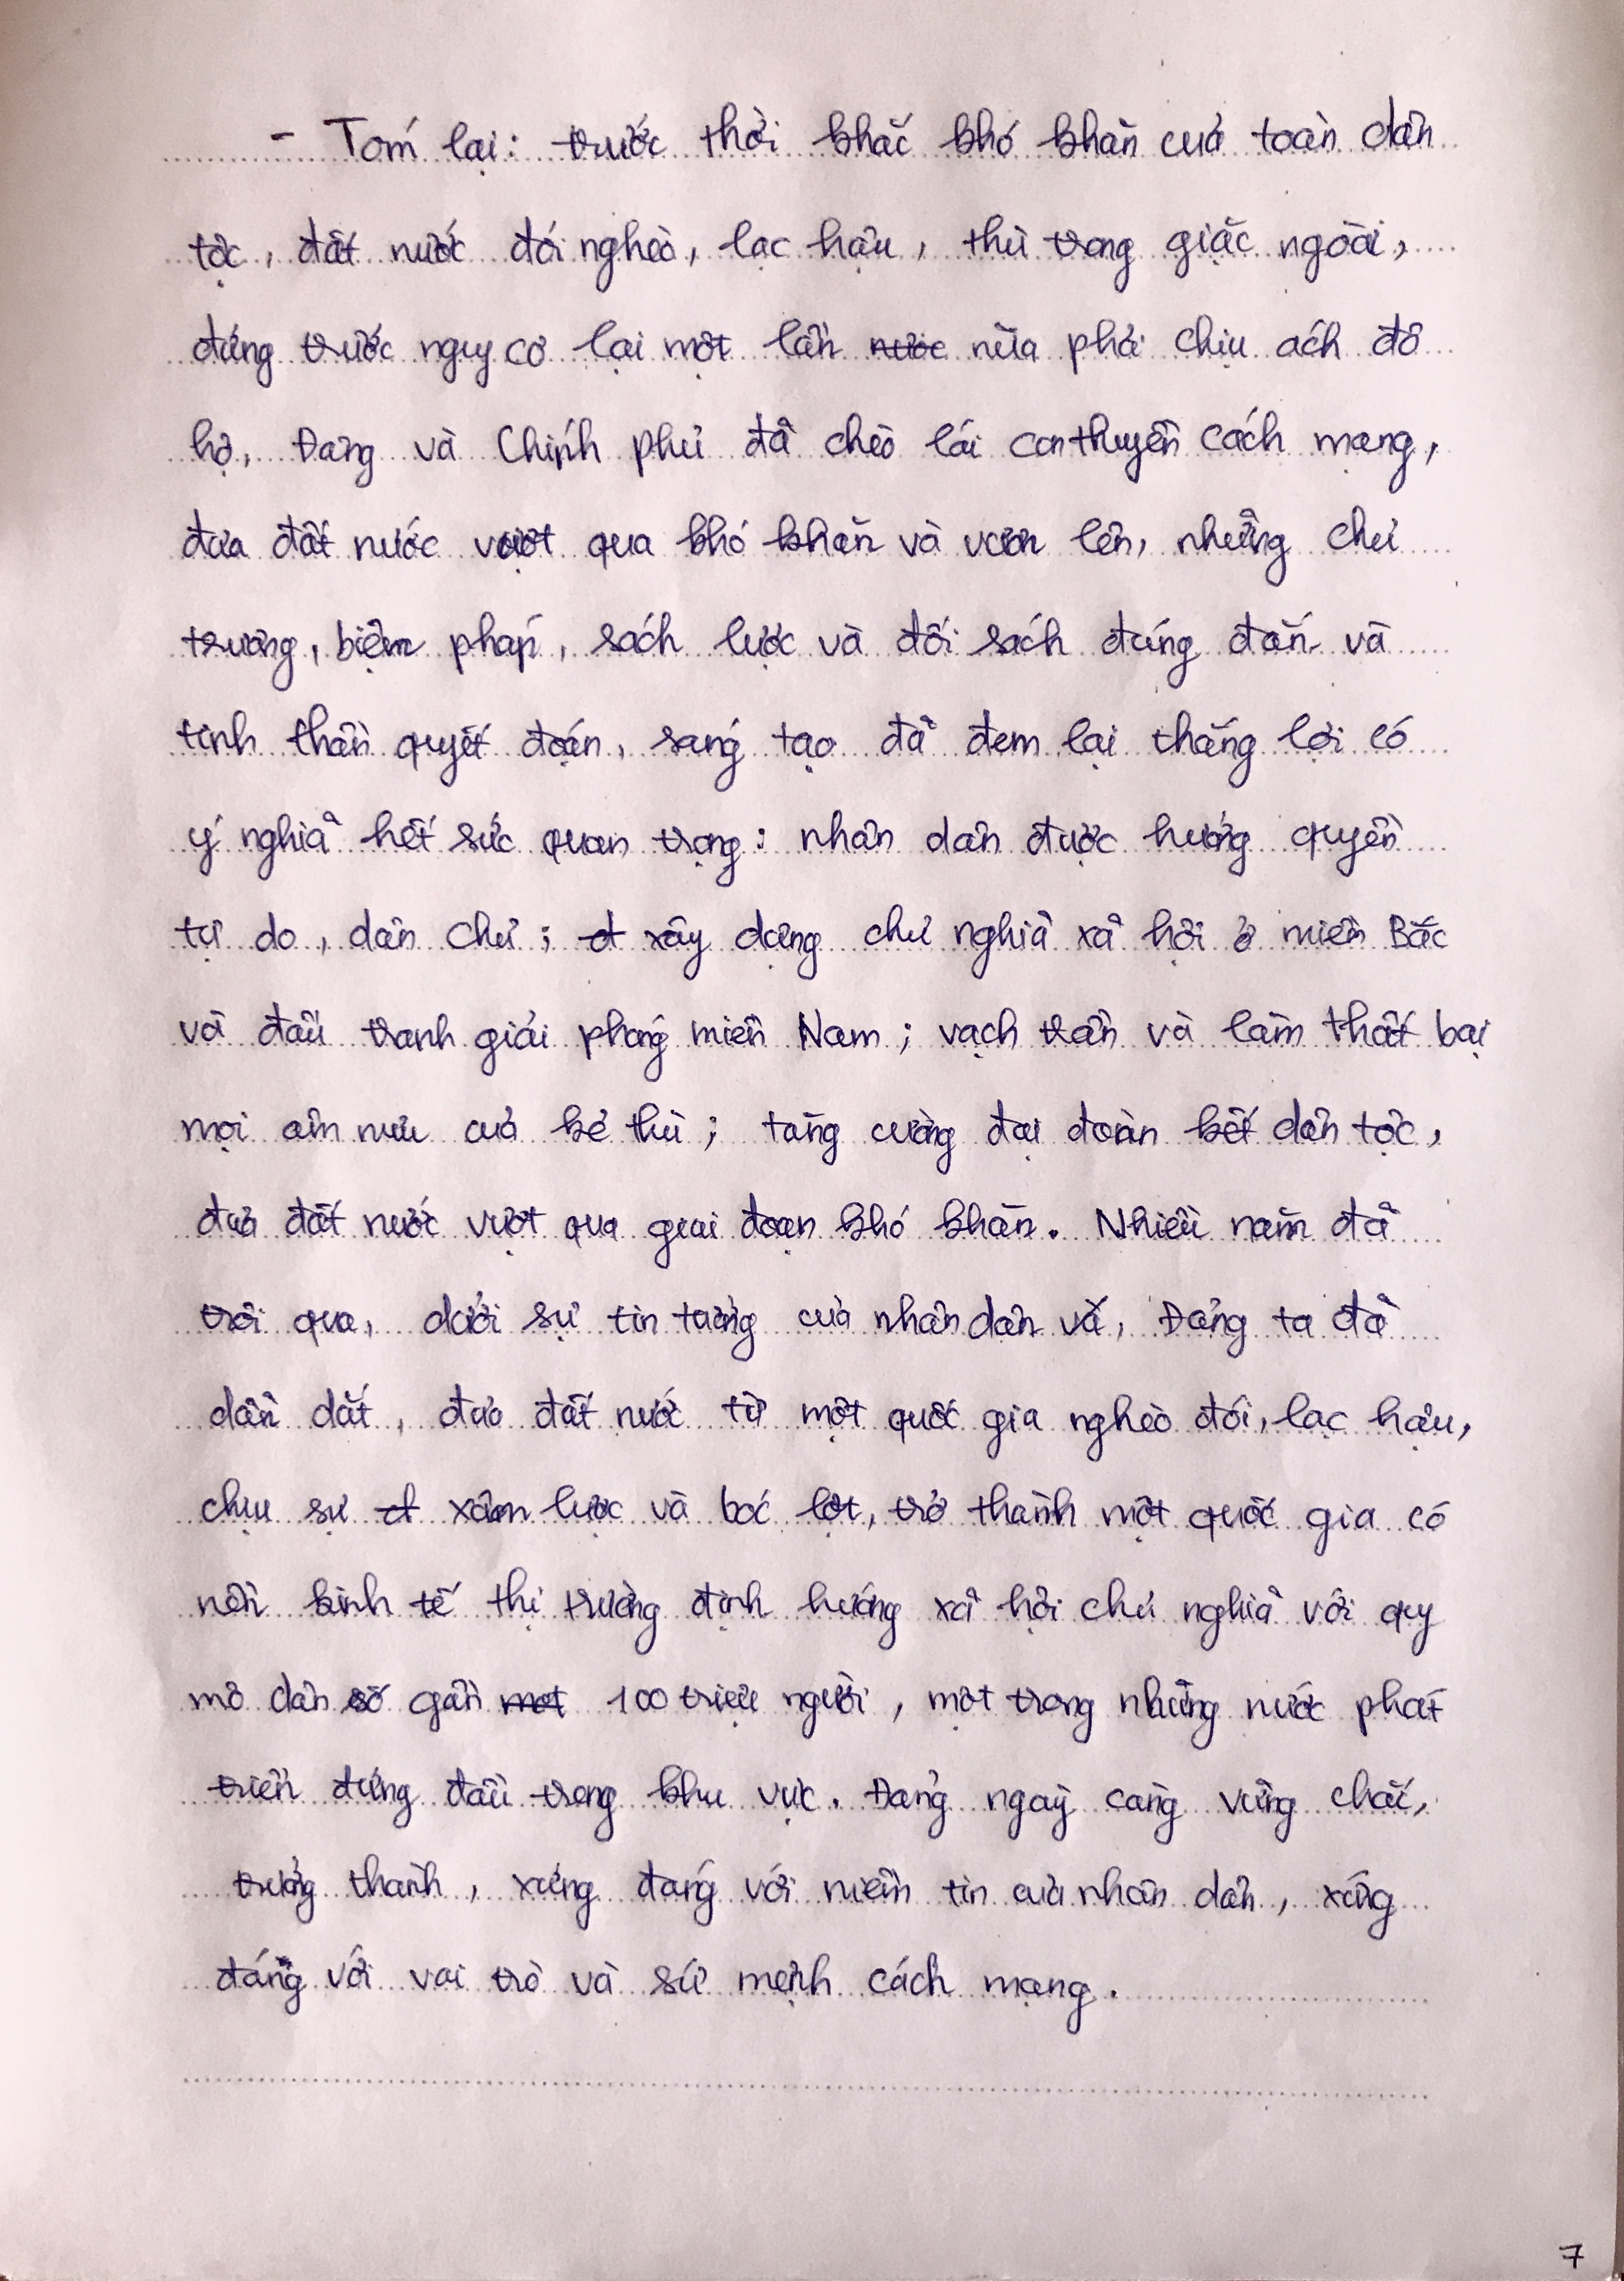 - Tóm lại: trước thời khắc khó khăn của toàn dân
tộc, đất nước đói nghèo, lạc hậu, thù trong giặc ngoài,
đứng trước nguy cơ lại một lần nước nữa phải chịu ách đô
hộ, Đảng và Chính phủ đã chèo lái con thuyền cách mạng,
đưa đất nước vượt qua khó khăn và vươn lên, những chủ
trương, biện pháp, sách lược và đối sách đúng đắn và
tinh thần quyết đoán, sáng tạo đã đem lại thắng lợi có
ý nghĩa hết sức quan trọng: nhân dân được hưởng quyền
tự do, dân chủ; đ xây dựng chủ nghĩa xã hội ở miền Bắc
và đấu tranh giải phóng miền Nam; vạch trần và làm thất bại
mọi âm mưu của kẻ thù; tăng cường đại đoàn kết dân tộc,
đưa đất nước vượt qua giai đoạn khó khăn. Nhiều năm đã
trôi qua, dưới sự tin tưởng của nhân dân và, Đảng ta đã
dẫn dắt, đưa đất nước từ một quốc gia nghèo đói, lạc hậu,
chịu sự đ xâm lược và bóc lột, trở thành một quốc gia có
nền kinh tế thị trường định hướng xã hội chủ nghĩa với quy
mô dân số gần mot 100 triệu người, một trong những nước phát
triển đứng đầu trong khu vực. Đảng ngày càng vững chắc,
trưởng thành, xứng đáng với niềm tin của nhân dân, xứng
đáng với vai trò và sứ mệnh cách mạng.
7